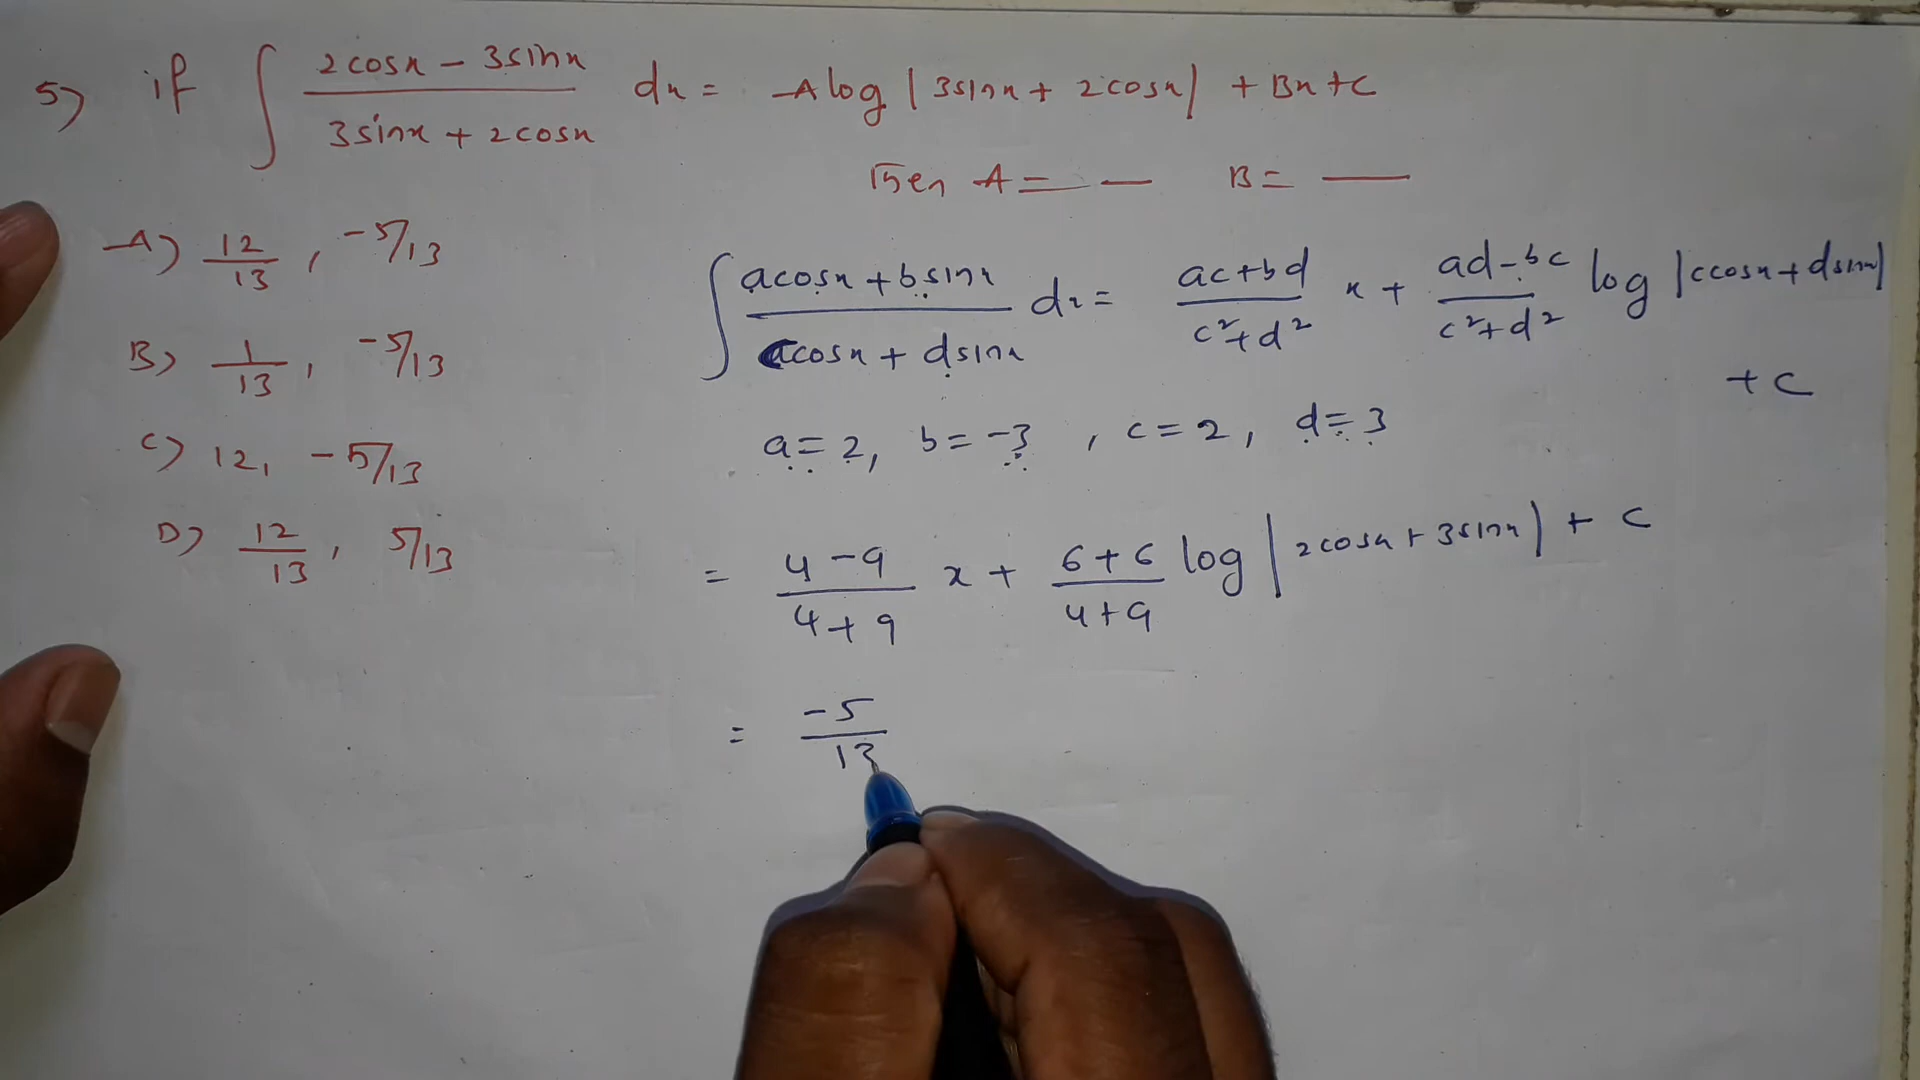 5) if ∫ (2cosx - 3sinx)/(3sinx + 2cosx) dx = A log |3sinx + 2cosx| + Bx + C
Then A = __ B = __
A) 12/13, -5/13
B) 1/13, -5/13
C) 12, -5/13
D) 12/13, 5/13
∫ (acosx + bsinx)/(ccosx + dsinx) dx = (ac+bd)/(c²+d²) x + (ad-bc)/(c²+d²) log |ccosx + dsinx|
+ C
a = 2, b = -3, c = 2, d = 3
= (4-9)/(4+9) x + (6+6)/(4+9) log |2cosx + 3sinx| + C
= -5/13